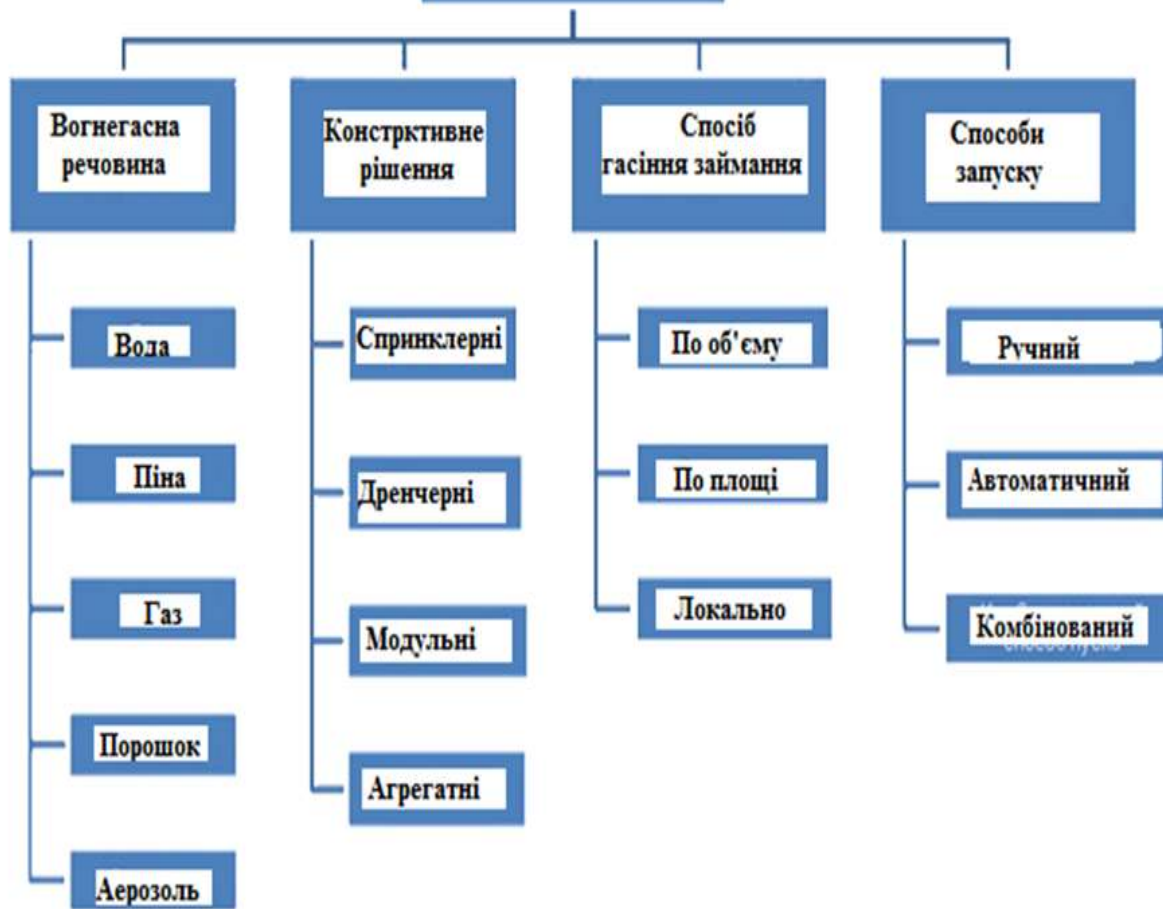 Вогнегасна
речовина
Вода
Піна
Газ
Порошок
Аерозоль
Констрктивне
рішення
Спринклерні
Дренчерні
Модульні
Агрегатні
Спосіб
гасіння займання
По об'єму
По площі
Локально
Способи
запуску
Ручний
Автоматичний
Комбінований